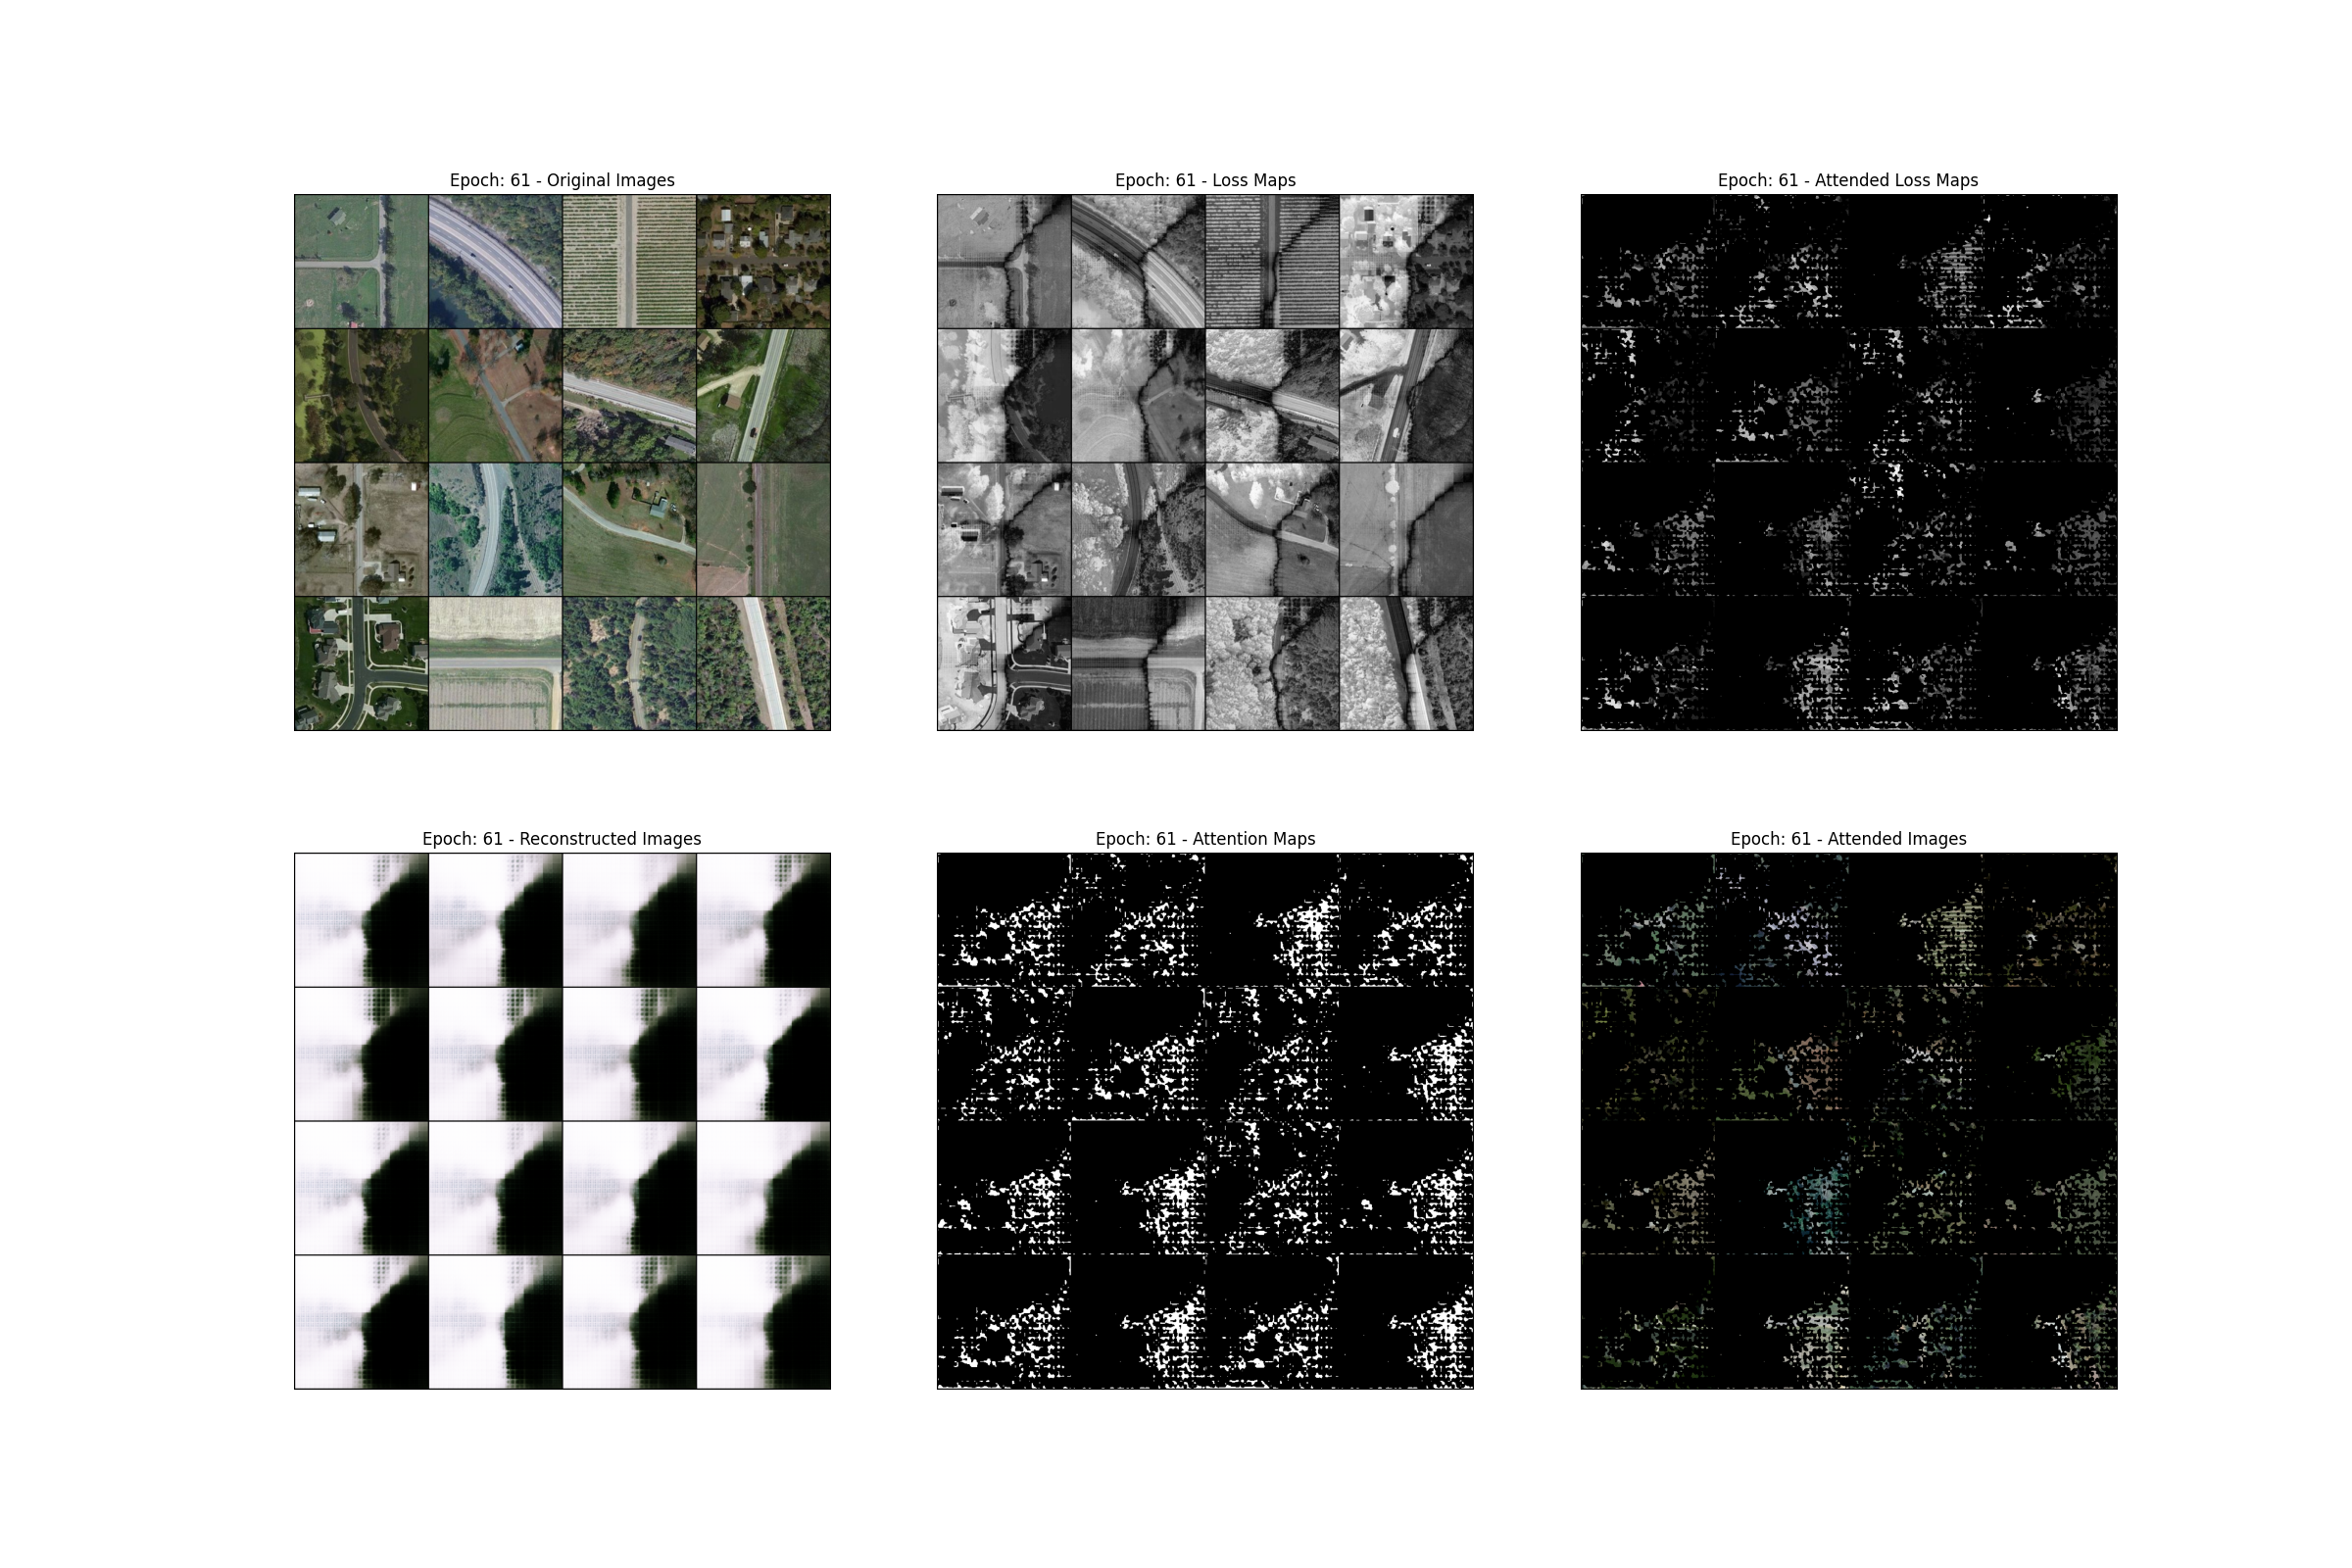 Epoch: 61 - Original Images
Epoch: 61 - Loss Maps
Epoch: 61 - Attended Loss Maps
Epoch: 61 - Reconstructed Images
Epoch: 61 - Attention Maps
Epoch: 61 - Attended Images